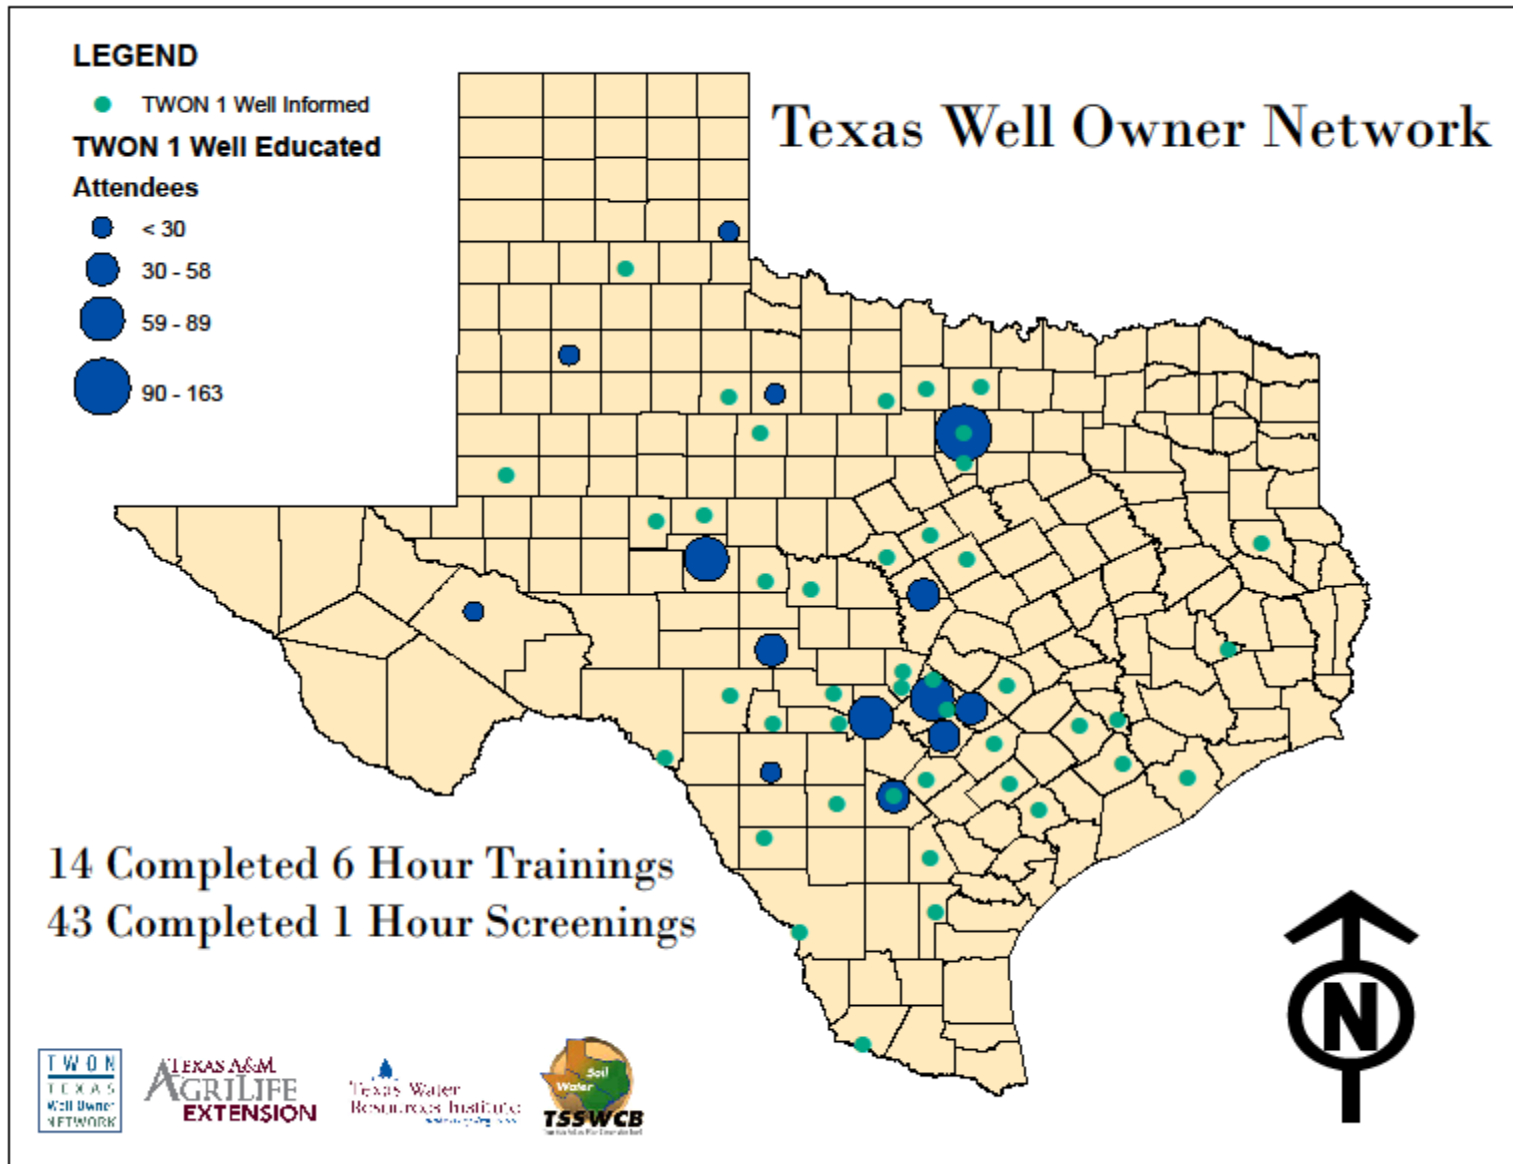 LEGEND
TWON 1 Well Informed
TWON 1 Well Educated
Attendees
< 30
30 - 58
59 - 89
90 - 163
Texas Well Owner Network
14 Completed 6 Hour Trainings
43 Completed 1 Hour Screenings
N
TWON
TEXAS
Well Owner
NETWORK
TEXAS A&M
AGRILIFE
EXTENSION
Texas Water
Resources Institute
Soil
Water
TSSWCB